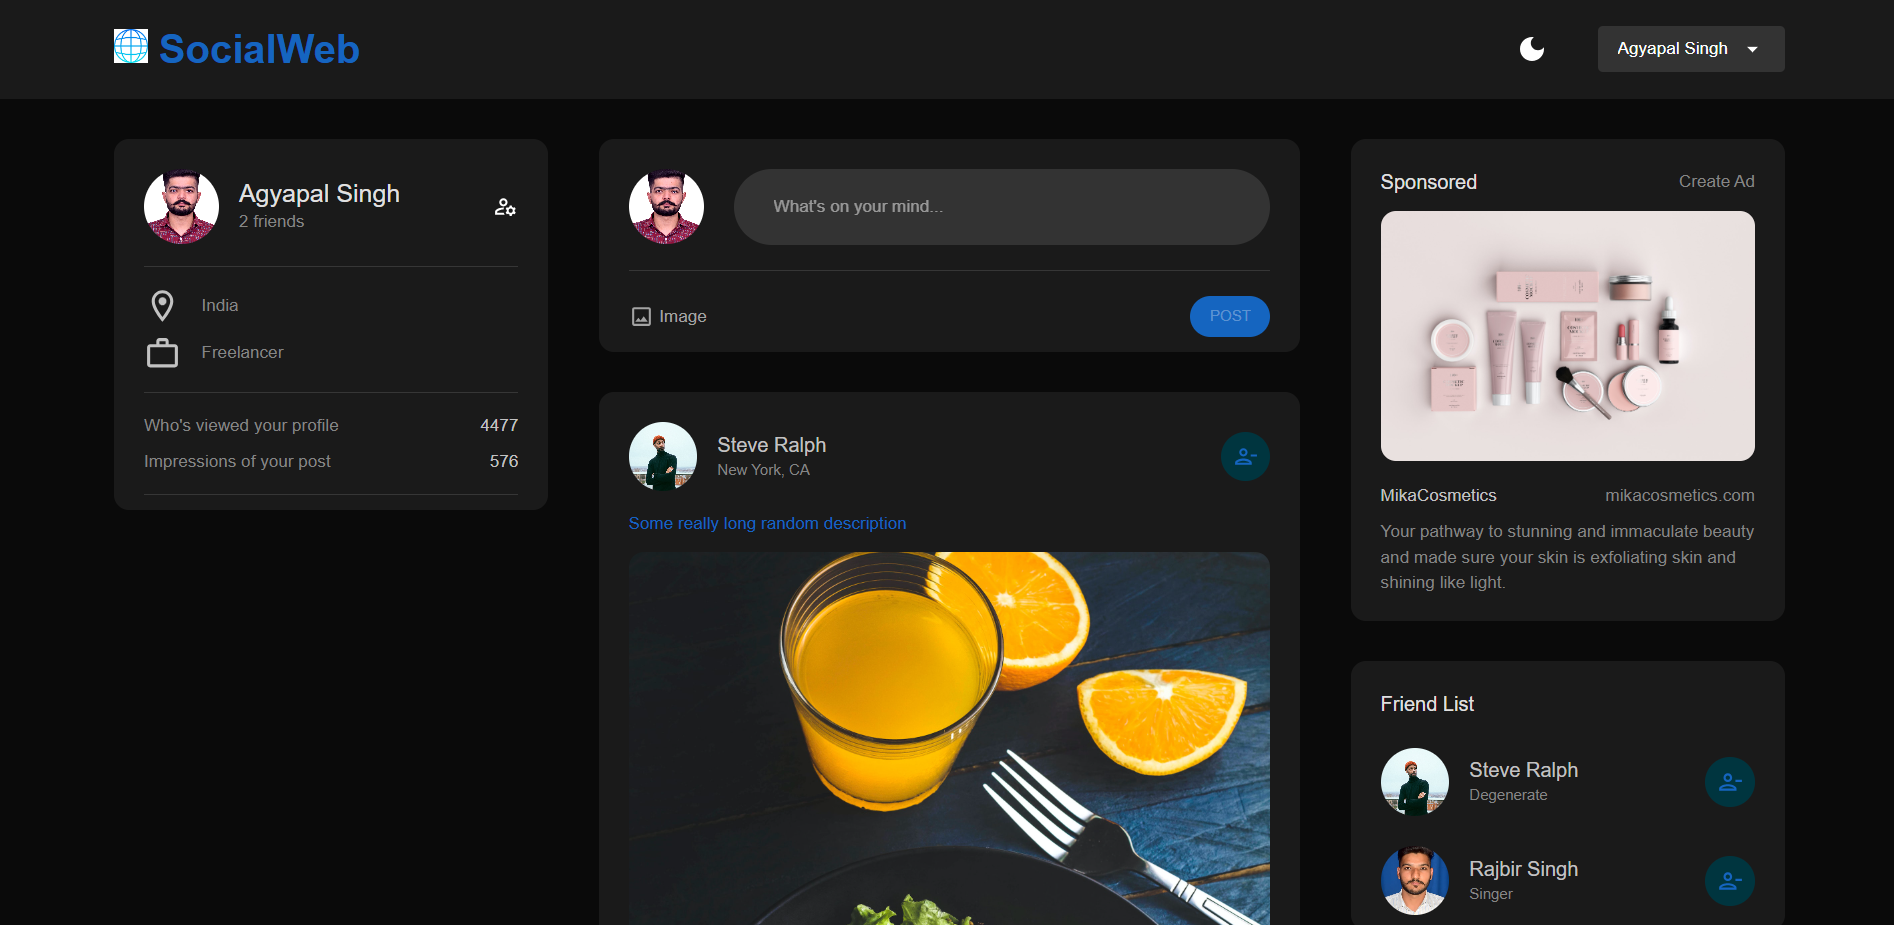 SocialWeb
Agyapal Singh
Agyapal Singh
2 friends
India
Freelancer
Who's viewed your profile 4477
Impressions of your post 576
What's on your mind...
Image
POST
Steve Ralph
New York, CA
Some really long random description
Sponsored
Create Ad
MikaCosmetics
mikacosmetics.com
Your pathway to stunning and immaculate beauty
and made sure your skin is exfoliating skin and
shining like light.
Friend List
Steve Ralph
Degenerate
Rajbir Singh
Singer